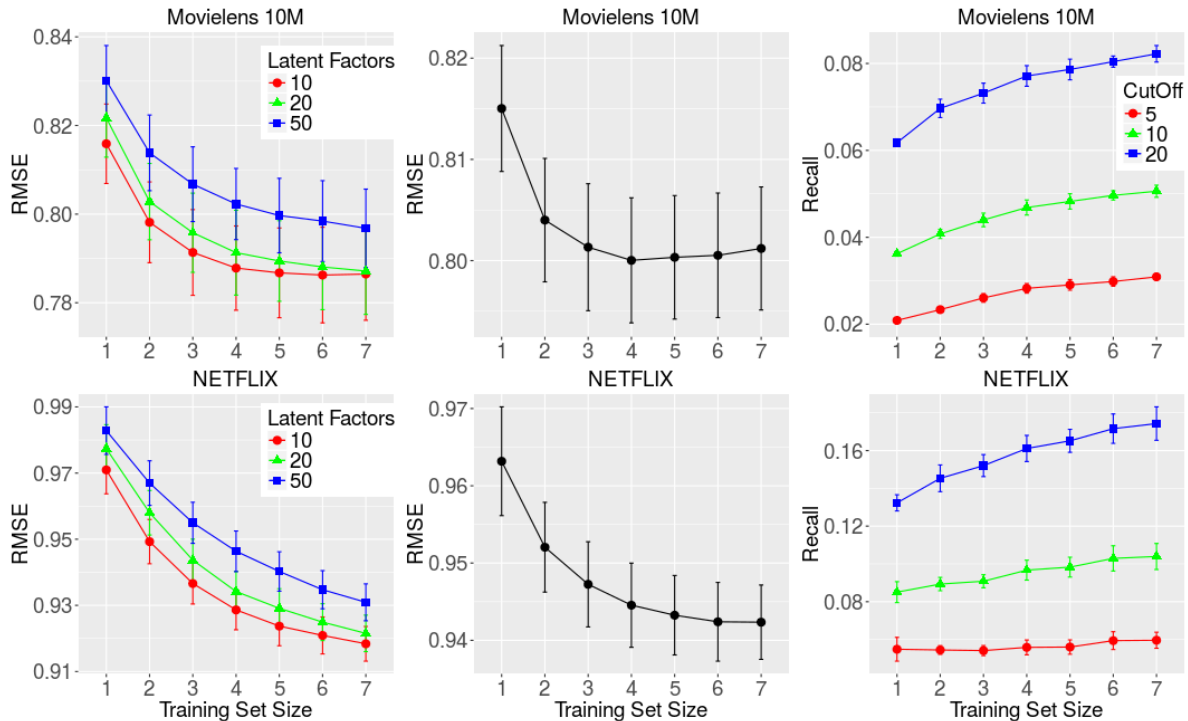 Movielens 10M
RMSE
0.84
0.82
0.80
0.78
Latent Factors
10
20
50
1 2 3 4 5 6 7
Movielens 10M
RMSE
0.82
0.81
0.80
1 2 3 4 5 6 7
Movielens 10M
Recall
0.08
0.06
0.04
0.02
CutOff
5
10
20
1 2 3 4 5 6 7
NETFLIX
RMSE
0.99
0.97
0.95
0.93
0.91
Latent Factors
10
20
50
1 2 3 4 5 6 7
Training Set Size
NETFLIX
RMSE
0.97
0.96
0.95
0.94
1 2 3 4 5 6 7
Training Set Size
NETFLIX
Recall
0.16
0.12
0.08
1 2 3 4 5 6 7
Training Set Size